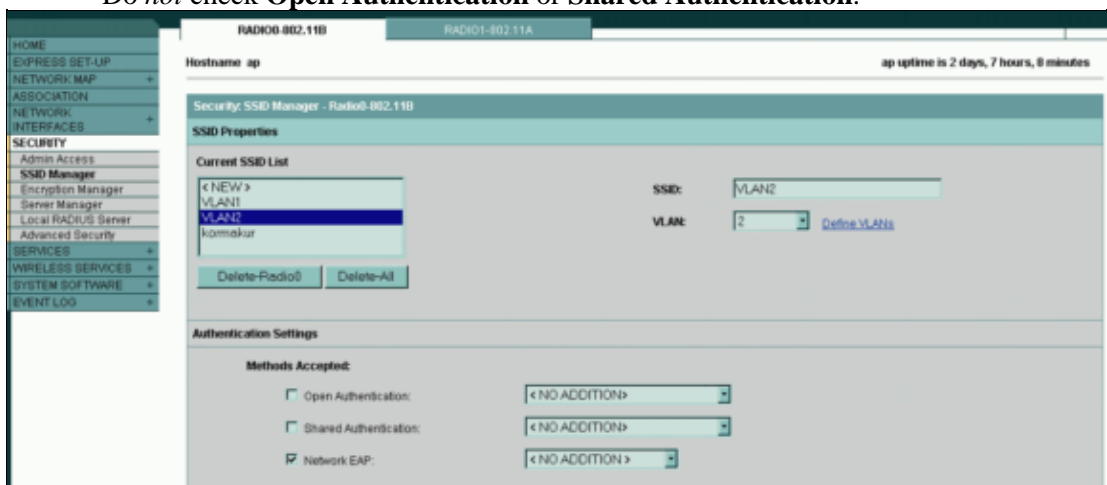 Do not check Open Authentication or Shared Authentication.
RADIO0-802.11B
RADIO1-802.11A
HOME
EXPRESS SET-UP
NETWORK MAP +
ASSOCIATION
NETWORK
INTERFACES +
SECURITY
Admin Access
SSID Manager
Encryption Manager
Server Manager
Local RADIUS Server
Advanced Security
SERVICES +
WIRELESS SERVICES +
SYSTEM SOFTWARE +
EVENT LOG +
Hostname ap
ap uptime is 2 days, 7 hours, 8 minutes
Security: SSID Manager - Radio0-802.11B
SSID Properties
Current SSID List
< NEW >
VLAN1
VLAN2
kormakur
Delete-Radio0
Delete-All
SSID: VLAN2
VLAN: 2 Define VLANs
Authentication Settings
Methods Accepted:
Open Authentication: < NO ADDITION>
Shared Authentication: < NO ADDITION>
Network EAP: < NO ADDITION >